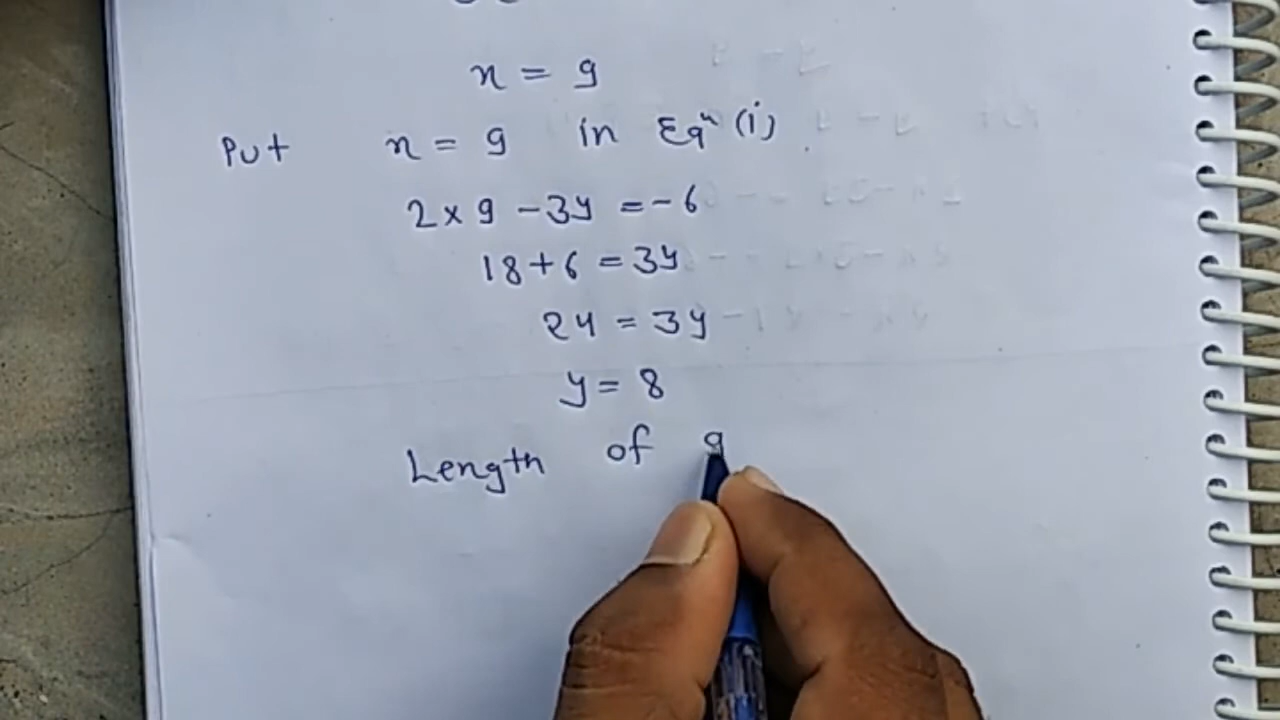 x = 9
Put x = 9 in Eqⁿ (i)
2 × 9 - 3y = - 6
18 + 6 = 3y
24 = 3y
y = 8
Length of